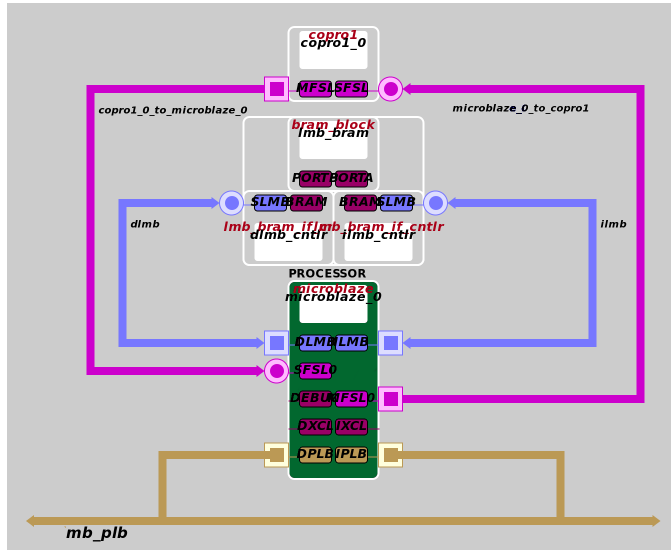 copro1
copro1_0
MFSL SFSL
copro1_0_to_microblaze_0
microblaze_0_to_copro1
bram_block
lmb_bram
PORTB PORTA
SLMB BRAM BRAM SLMB
dlmb
ilmb
lmb_bram_if_cntlr
dlmb_cntlr ilmb_cntlr
PROCESSOR
microblaze
microblaze_0
DLMB ILMB
SFSL0
DEBUG MFSL0
DXCL IXCL
DPLB IPLB
mb_plb